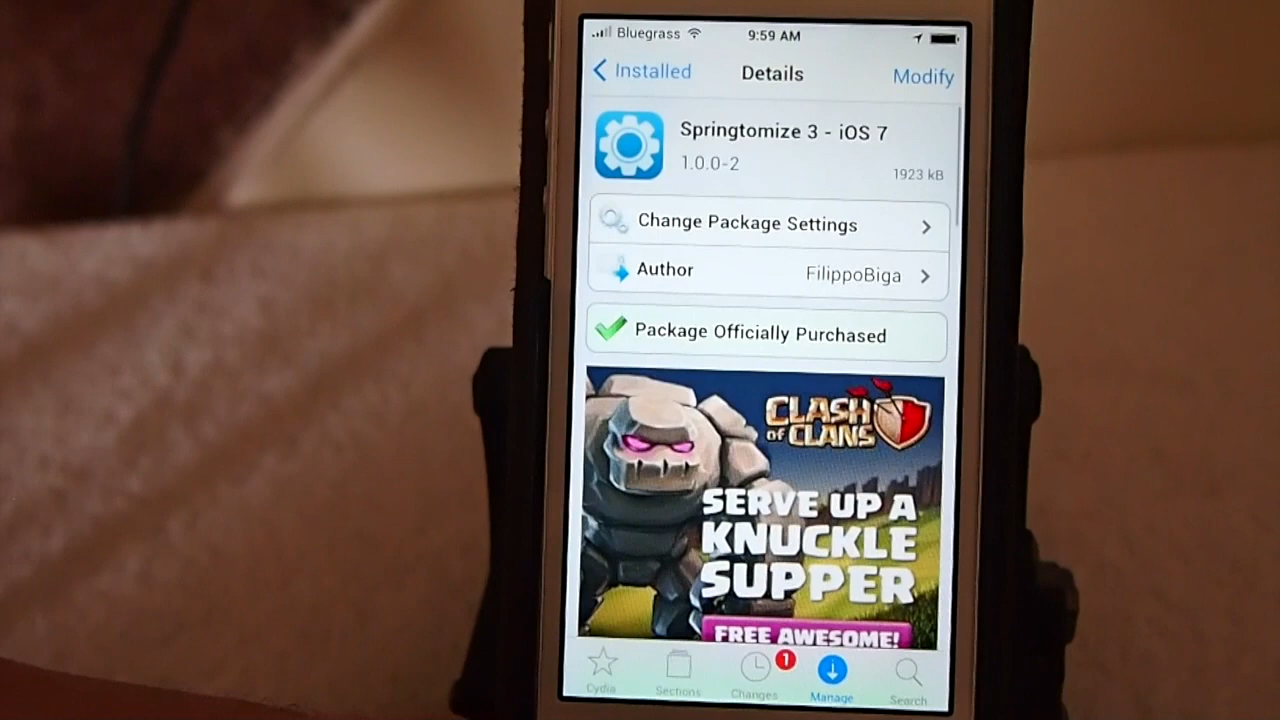 Bluegrass 9:59 AM
Installed Details Modify
Springtomize 3 - iOS 7
1.0.0-2
1923 kB
Change Package Settings
Author FilippoBiga
Package Officially Purchased
CLASH
OF CLANS
SERVE UP A
KNUCKLE
SUPPER
FREE AWESOME!
1
Cydia Sections Changes Manage Search